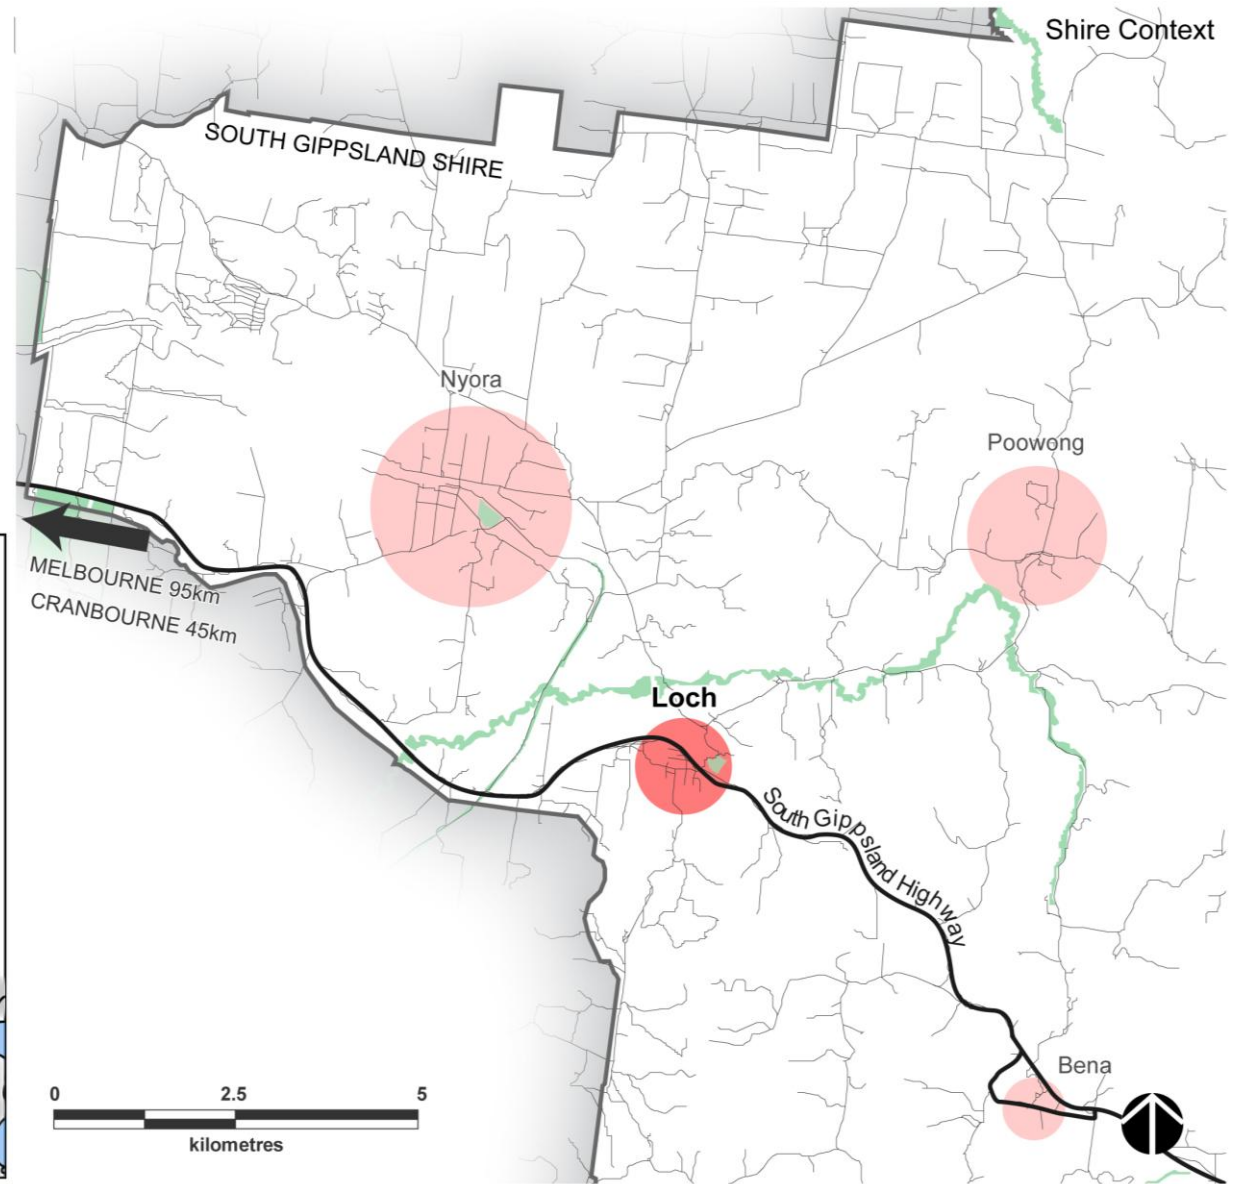 Shire Context
SOUTH GIPPSLAND SHIRE
Nyora
Poowong
MELBOURNE 95km
CRANBOURNE 45km
Loch
South Gippsland Highway
Bena
0 2.5 5
kilometres